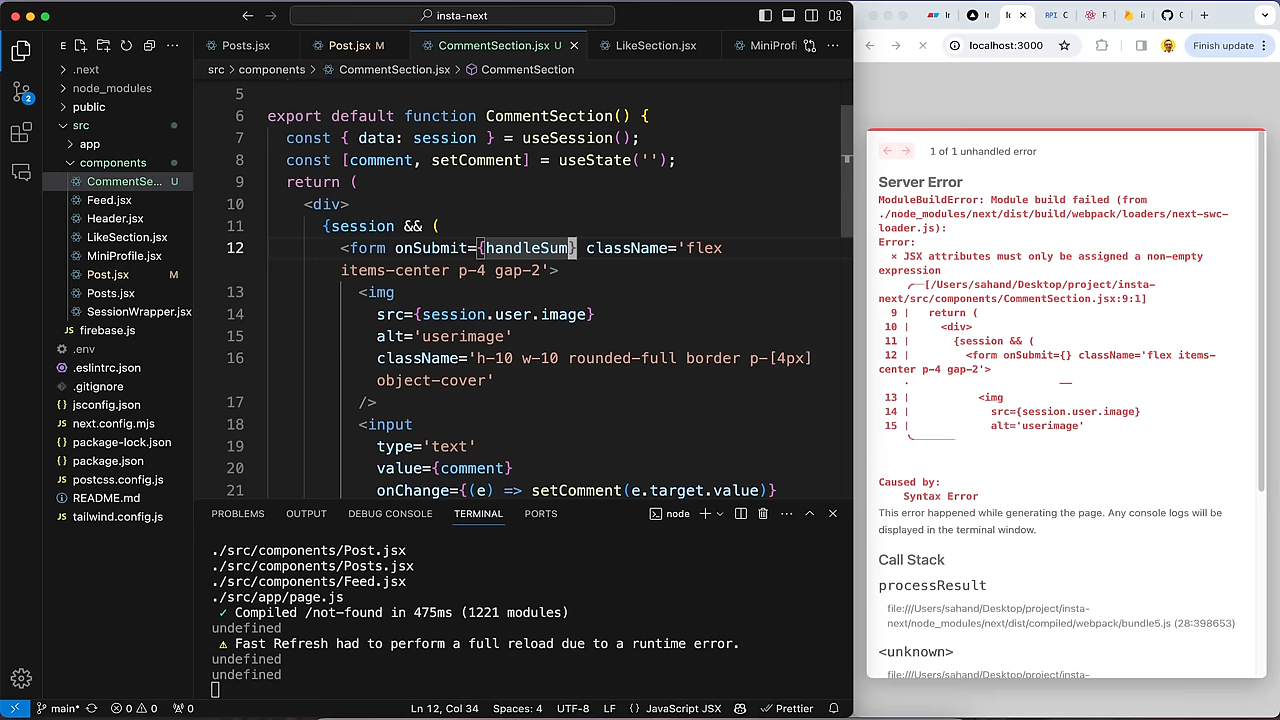 insta-next
Posts.jsx
Post.jsx M
CommentSection.jsx U
LikeSection.jsx
MiniProfi
src > components > CommentSection.jsx > CommentSection
E
.next
node_modules
public
src
app
components
CommentSe... U
Feed.jsx
Header.jsx
LikeSection.jsx
MiniProfile.jsx
Post.jsx M
Posts.jsx
SessionWrapper.jsx
JS firebase.js
.env
.eslintrc.json
.gitignore
{} jsconfig.json
JS next.config.mjs
{} package-lock.json
{} package.json
JS postcss.config.js
README.md
JS tailwind.config.js
2
5
6 export default function CommentSection() {
7 const { data: session } = useSession();
8 const [comment, setComment] = useState('');
9 return (
10 <div>
11 {session && (
12 <form onSubmit={handleSum} className='flex
items-center p-4 gap-2'>
13 <img
14 src={session.user.image}
15 alt='userimage'
16 className='h-10 w-10 rounded-full border p-[4px]
object-cover'
17 />
18 <input
19 type='text'
20 value={comment}
21 onChange={(e) => setComment(e.target.value)}
PROBLEMS OUTPUT DEBUG CONSOLE TERMINAL PORTS
node
./src/components/Post.jsx
./src/components/Posts.jsx
./src/components/Feed.jsx
./src/app/page.js
✓ Compiled /not-found in 475ms (1221 modules)
undefined
⚠ Fast Refresh had to perform a full reload due to a runtime error.
undefined
undefined
main* 0 0 0
Ln 12, Col 34 Spaces: 4 UTF-8 LF {} JavaScript JSX Prettier
API C
localhost:3000
Finish update
1 of 1 unhandled error
Server Error
ModuleBuildError: Module build failed (from
./node_modules/next/dist/build/webpack/loaders/next-swc-
loader.js):
Error:
× JSX attributes must only be assigned a non-empty
expression
╭─[/Users/sahand/Desktop/project/insta-
next/src/components/CommentSection.jsx:9:1]
9 | return (
10 | <div>
11 | {session && (
12 | <form onSubmit={} className='flex items-
center p-4 gap-2'>
13 | <img
14 | src={session.user.image}
15 | alt='userimage'
Caused by:
Syntax Error
This error happened while generating the page. Any console logs will be
displayed in the terminal window.
Call Stack
processResult
file:///Users/sahand/Desktop/project/insta-
next/node_modules/next/dist/compiled/webpack/bundle5.js (28:398653)
<unknown>
file:///Users/sahand/Desktop/project/insta-